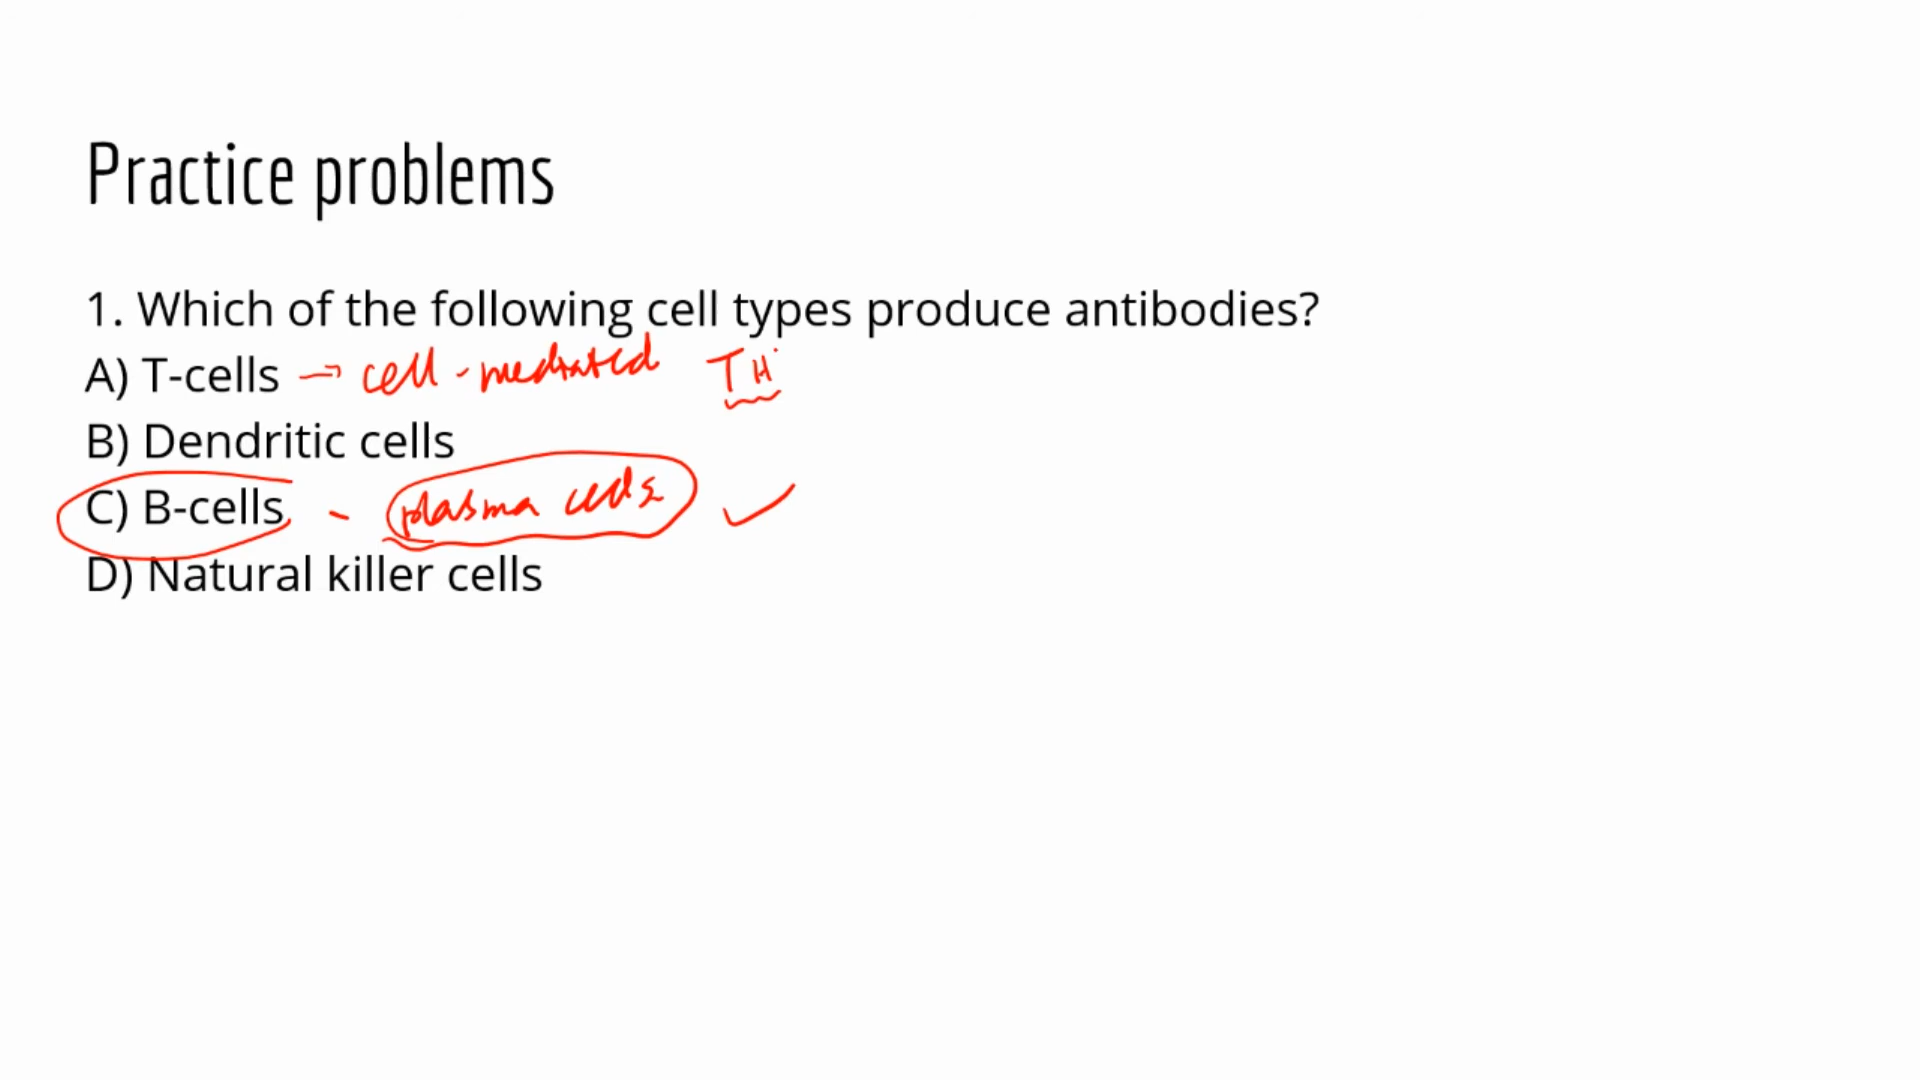 Practice problems
1. Which of the following cell types produce antibodies?
A) T-cells → cell-mediated TH
B) Dendritic cells
C) B-cells - plasma cells ✓
D) Natural killer cells